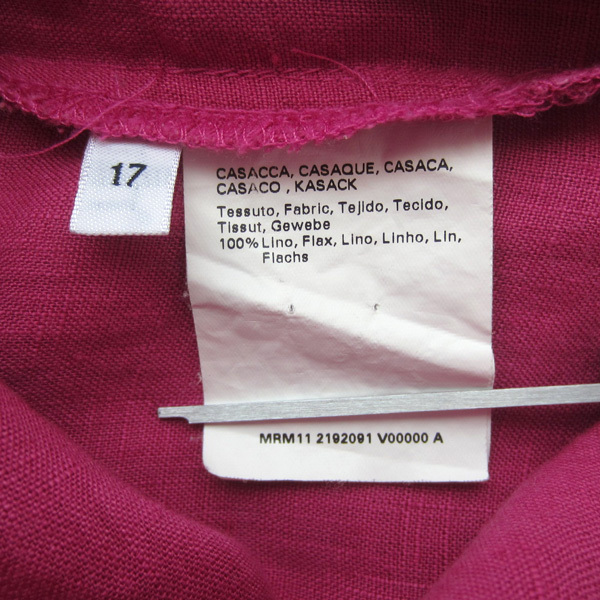 17
CASACCA, CASAQUE, CASACA,
CASACO , KASACK
Tessuto, Fabric, Tejido, Tecido,
Tissut, Gewebe
100% Lino, Flax, Lino, Linho, Lin,
Flachs
MRM11 2192091 V00000 A